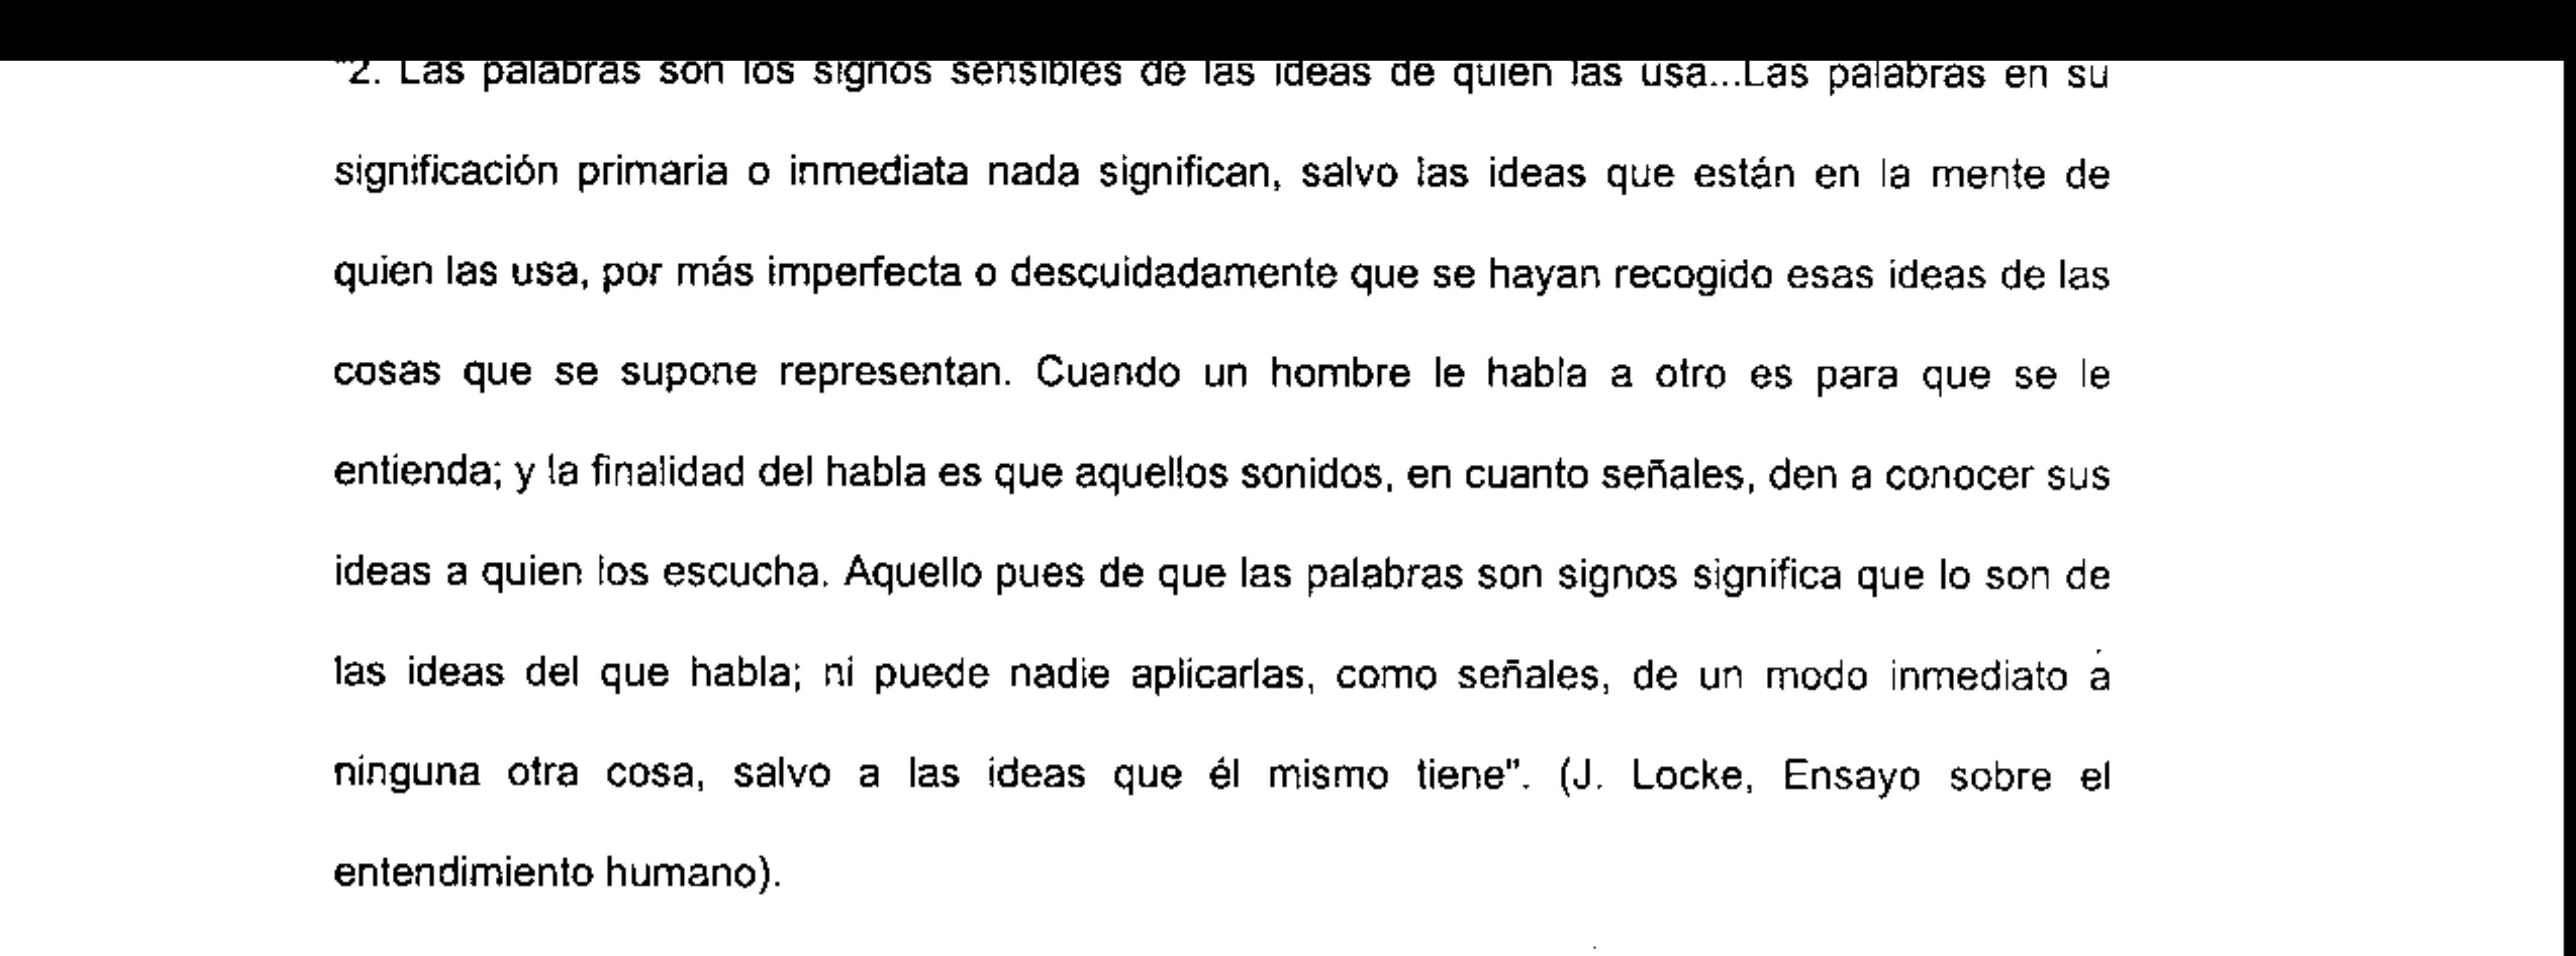 "2. Las palabras son los signos sensibles de las ideas de quien las usa...Las palabras en su
significación primaria o inmediata nada significan, salvo las ideas que están en la mente de
quien las usa, por más imperfecta o descuidadamente que se hayan recogido esas ideas de las
cosas que se supone representan. Cuando un hombre le habla a otro es para que se le
entienda; y la finalidad del habla es que aquellos sonidos, en cuanto señales, den a conocer sus
ideas a quien los escucha. Aquello pues de que las palabras son signos significa que lo son de
las ideas del que habla; ni puede nadie aplicarlas, como señales, de un modo inmediato a
ninguna otra cosa, salvo a las ideas que él mismo tiene". (J. Locke, Ensayo sobre el
entendimiento humano).